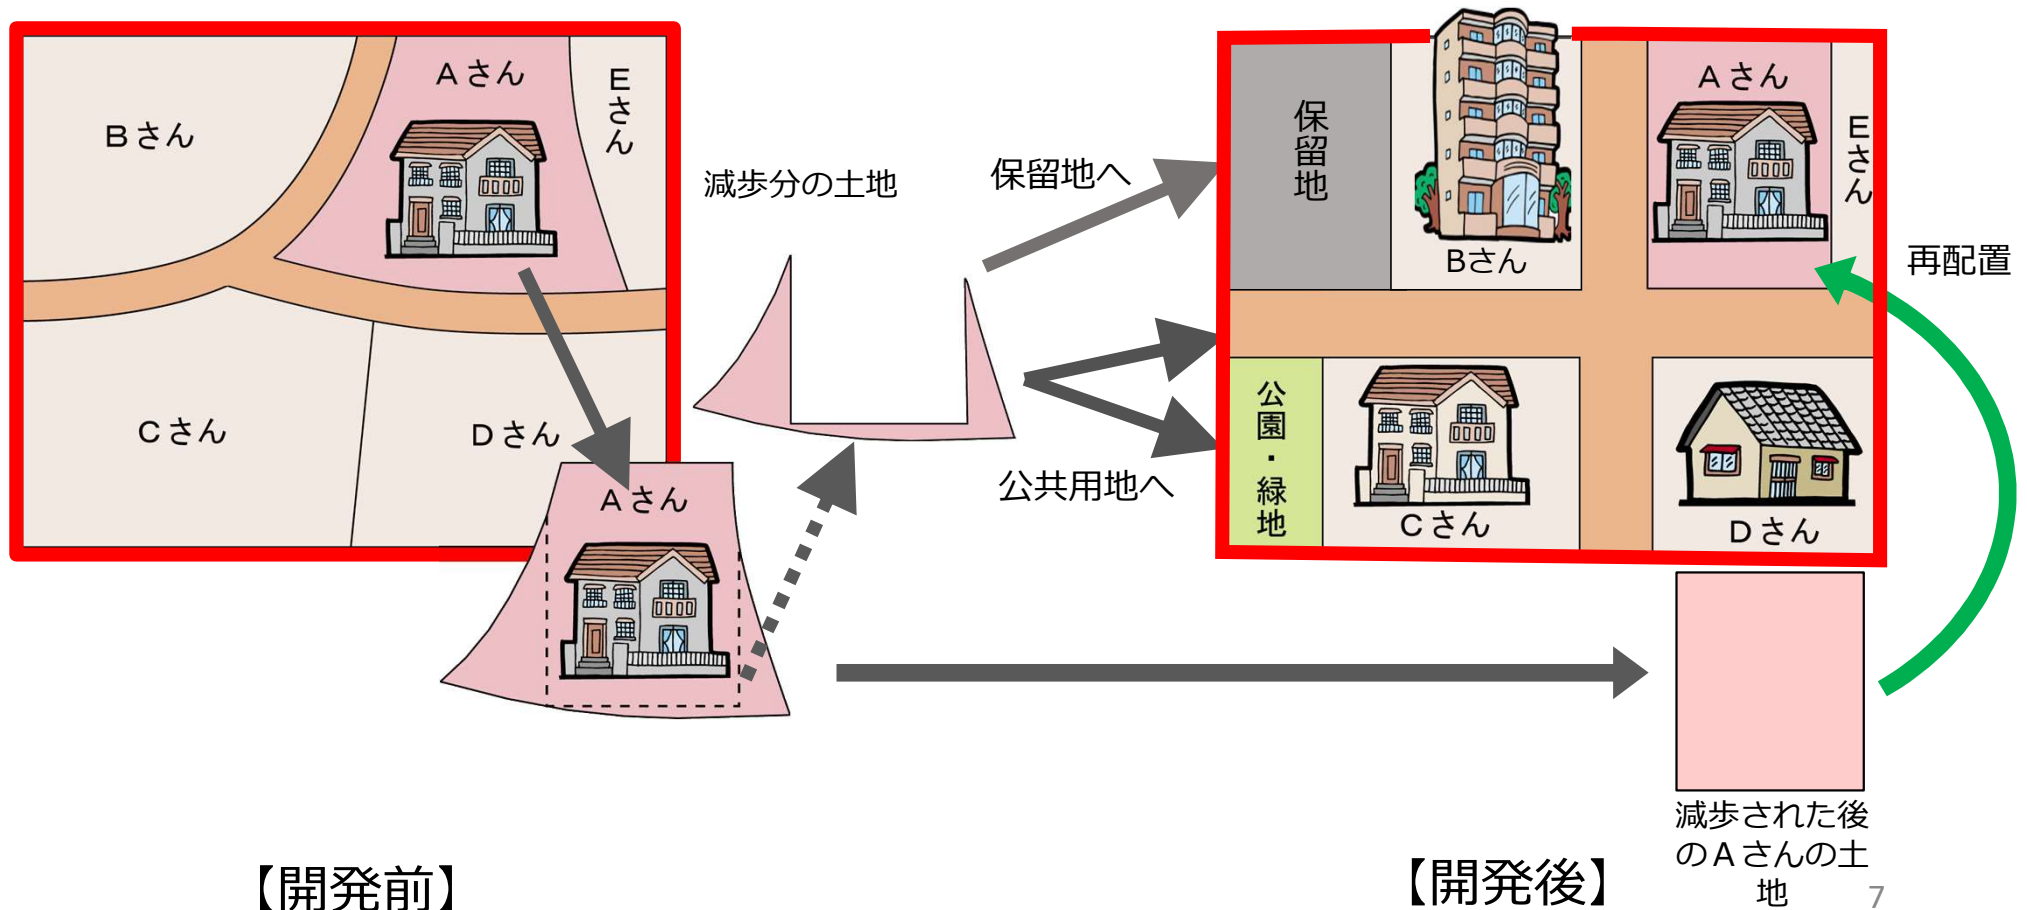 Ａさん
Ｅさん
Ｂさん
Ｃさん
Ｄさん
Ａさん
減歩分の土地
保留地へ
公共用地へ
保留地
Bさん
Ａさん
Ｅさん
再配置
公園・緑地
Ｃさん
Ｄさん
減歩された後
のＡさんの土
地
【開発前】
【開発後】
7